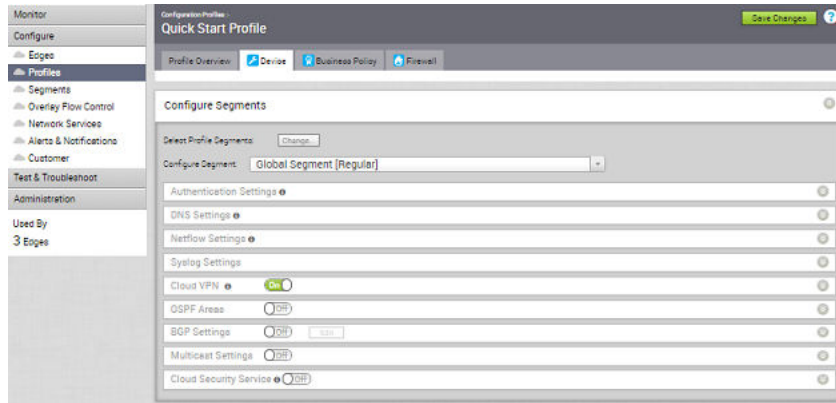 Monitor
Configure
Edges
Profiles
Segments
Overlay Flow Control
Network Services
Alerts & Notifications
Customer
Test & Troubleshoot
Administration
Used By
3 Edges
Configuration Profiles >
Quick Start Profile
Save Changes
?
Profile Overview
Device
Business Policy
Firewall
Configure Segments
Select Profile Segments
Change...
Configure Segment
Global Segment [Regular]
Authentication Settings
DNS Settings
Netflow Settings
Syslog Settings
Cloud VPN On
OSPF Areas Off
BGP Settings Off Edit
Multicast Settings Off
Cloud Security Service Off